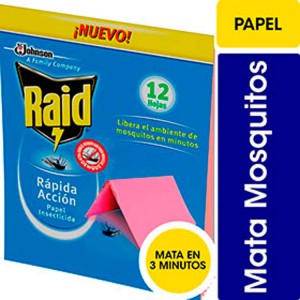 ¡NUEVO!
Johnson
A Family Company
Raid
12
Hojas
Libera el ambiente de
mosquitos en minutos
Rápida
Acción
Papel
Insecticida
MATA EN
3 MINUTOS
PAPEL
Mata Mosquitos